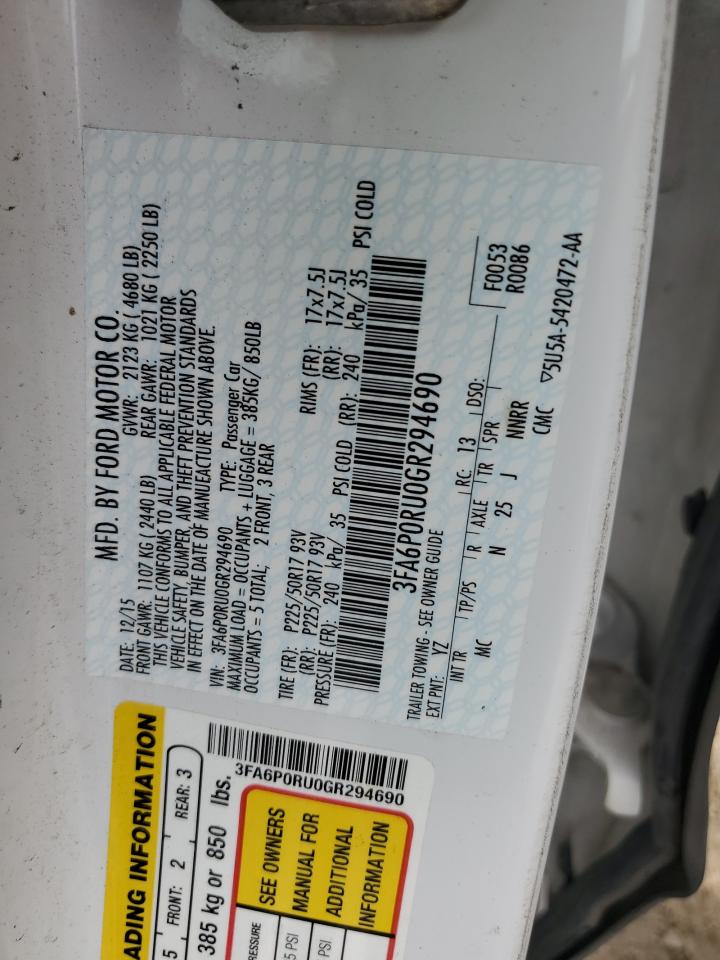 MFD. BY FORD MOTOR CO.
DATE: 12/15 GVWR: 2123 KG ( 4680 LB)
FRONT GAWR: 1107 KG ( 2440 LB) REAR GAWR: 1021 KG ( 2250 LB)
THIS VEHICLE CONFORMS TO ALL APPLICABLE FEDERAL MOTOR
VEHICLE SAFETY, BUMPER, AND THEFT PREVENTION STANDARDS
IN EFFECT ON THE DATE OF MANUFACTURE SHOWN ABOVE.
VIN: 3FA6P0RU0GR294690 TYPE: Passenger Car
MAXIMUM LOAD = OCCUPANTS + LUGGAGE = 385KG/ 850LB
OCCUPANTS = 5 TOTAL; 2 FRONT, 3 REAR
TIRE (FR): P225/50R17 93V RIMS (FR): 17x7.5J
(RR): P225/50R17 93V (RR): 17x7.5J
PRESSURE (FR): 240 kPa/ 35 PSI COLD (RR): 240 kPa/ 35 PSI COLD
3FA6P0RU0GR294690
TRAILER TOWING - SEE OWNER GUIDE
EXT PNT: YZ RC: 13 DSO: F0053
R0086
INT TR TP/PS R AXLE TR SPR
MC N 25 J NNRR
CMC ▽5U5A-5420472-AA
ADING INFORMATION
5 FRONT: 2 REAR: 3
385 kg or 850 lbs.
3FA6P0RU0GR294690
RESSURE
5 PSI
PSI
SEE OWNERS
MANUAL FOR
ADDITIONAL
INFORMATION